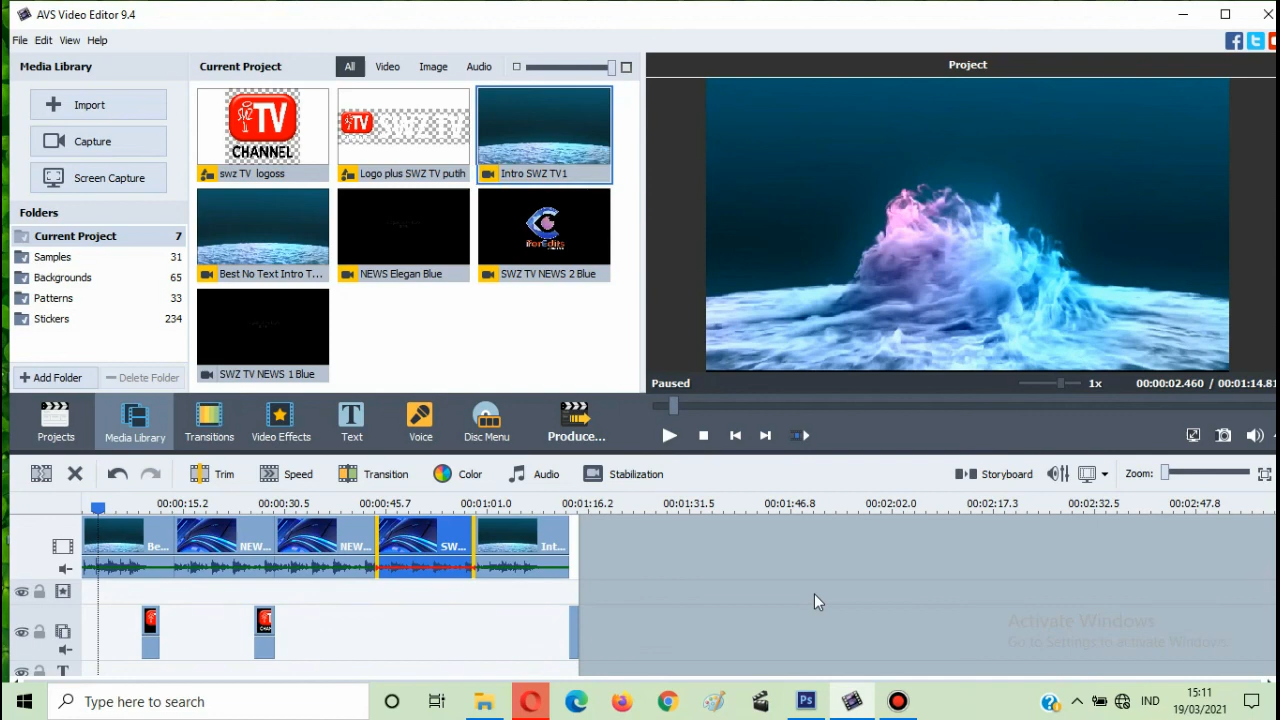 AVS Video Editor 9.4
File Edit View Help
Media Library
Current Project
All Video Image Audio
Project
Import
Capture
Screen Capture
TV
CHANNEL
swz TV logoss
TV SWZ TV
Logo plus SWZ TV putih
Intro SWZ TV1
Folders
Current Project 7
Samples 31
Backgrounds 65
Patterns 33
Stickers 234
Best No Text Intro T...
NEWS Elegan Blue
SWZ TV NEWS 2 Blue
SWZ TV NEWS 1 Blue
Add Folder
Delete Folder
Paused
1x
00:00:02.460 / 00:01:14.81
Projects
Media Library
Transitions
Video Effects
Text
Voice
Disc Menu
Produce...
Trim
Speed
Transition
Color
Audio
Stabilization
Storyboard
Zoom:
00:00:15.2 00:00:30.5 00:00:45.7 00:01:01.0 00:01:16.2 00:01:31.5 00:01:46.8 00:02:02.0 00:02:17.3 00:02:32.5 00:02:47.8
Be... NEW... NEW... SW... Int...
Activate Windows
Go to Settings to activate Windows.
Type here to search
Ps
IND
15:11
19/03/2021